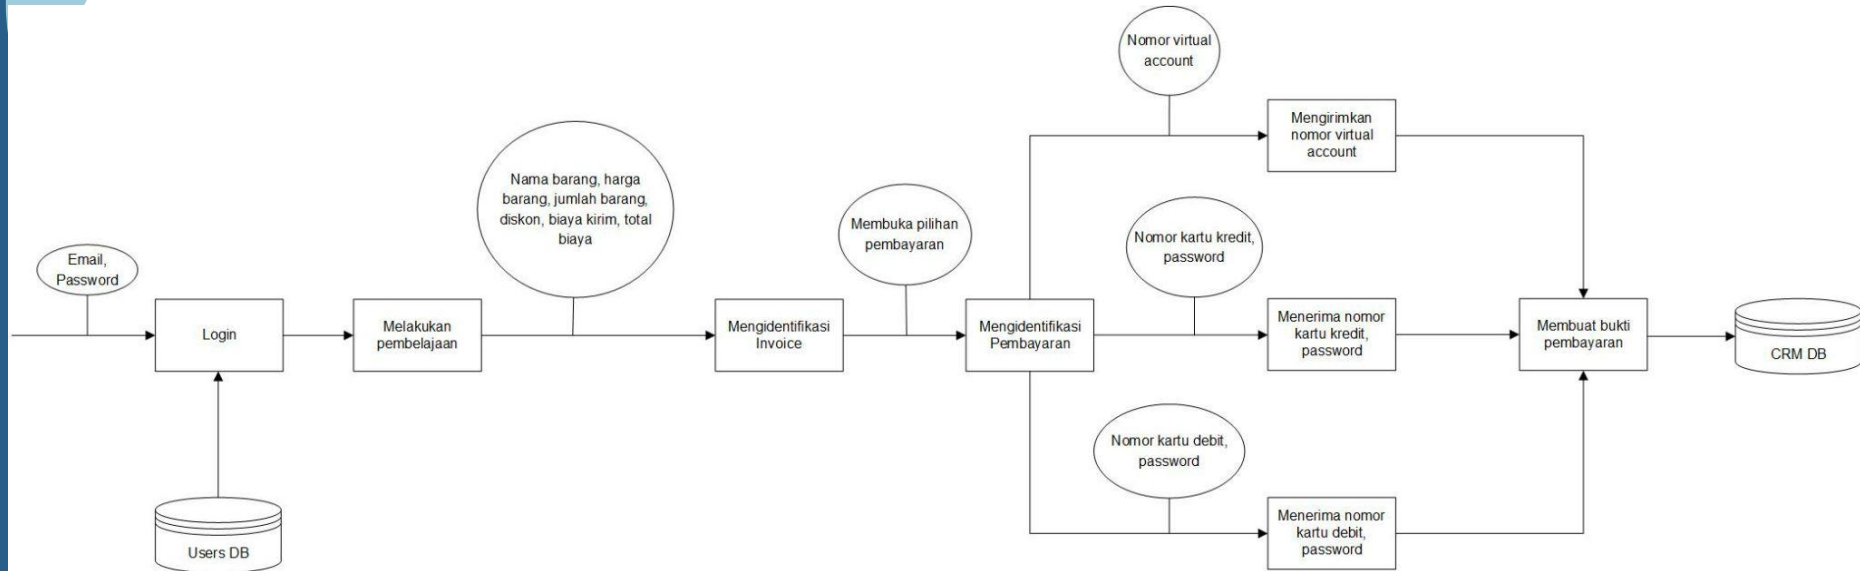 Nomor virtual
account
Mengirimkan
nomor virtual
account
Nama barang, harga
barang, jumlah barang,
diskon, biaya kirim, total
biaya
Membuka pilihan
pembayaran
Nomor kartu kredit,
password
Email,
Password
Login
Melakukan
pembelajaan
Mengidentifikasi
Invoice
Mengidentifikasi
Pembayaran
Menerima nomor
kartu kredit,
password
Membuat bukti
pembayaran
CRM DB
Nomor kartu debit,
password
Users DB
Menerima nomor
kartu debit,
password